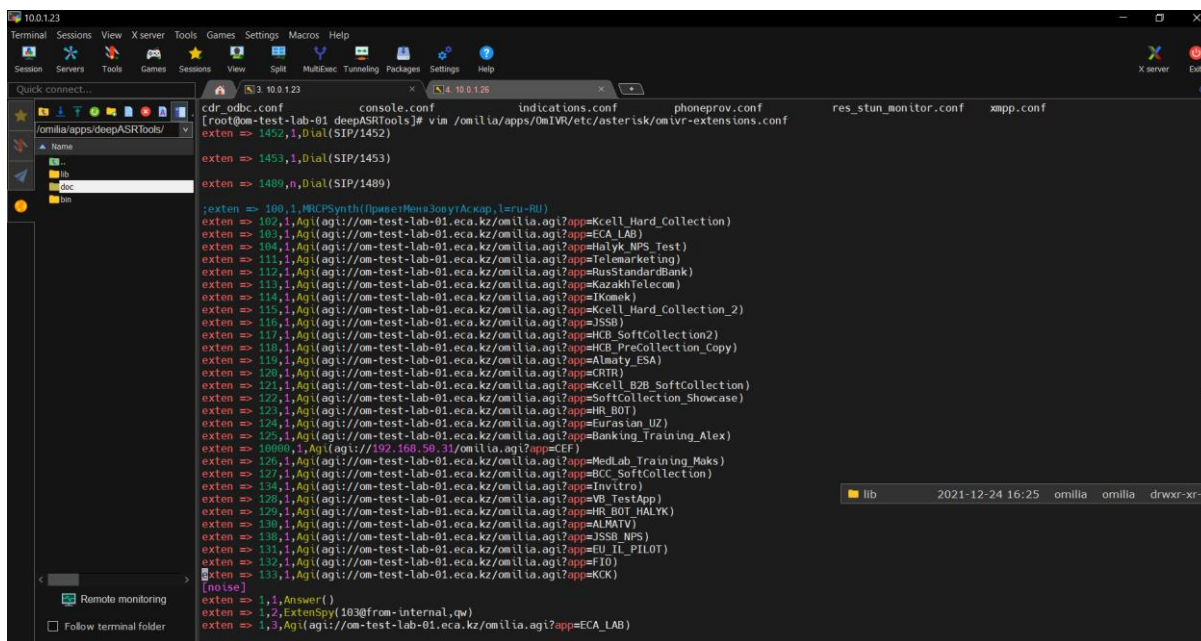 10.0.1.23
Terminal Sessions View X server Tools Games Settings Macros Help
Session Servers Tools Games Sessions View Split MultiExec Tunneling Packages Settings Help X server Exit
Quick connect...
3. 10.0.1.23
4. 10.0.1.26
/omilia/apps/deepASRTools/
Name
..
lib
doc
bin
cdr_odbc.conf console.conf indications.conf phoneprov.conf res_stun_monitor.conf xmpp.conf
[root@om-test-lab-01 deepASRTools]# vim /omilia/apps/OmIVR/etc/asterisk/omivr-extensions.conf
exten => 1452,1,Dial(SIP/1452)
exten => 1453,1,Dial(SIP/1453)
exten => 1489,n,Dial(SIP/1489)
;exten => 100,1,MRCPSynth(ПриветМеняЗовутАскар,l=ru-RU)
exten => 102,1,Agi(agi://om-test-lab-01.eca.kz/omilia.agi?app=Kcell_Hard_Collection)
exten => 103,1,Agi(agi://om-test-lab-01.eca.kz/omilia.agi?app=ECA_LAB)
exten => 104,1,Agi(agi://om-test-lab-01.eca.kz/omilia.agi?app=Halyk_NPS_Test)
exten => 111,1,Agi(agi://om-test-lab-01.eca.kz/omilia.agi?app=Telemarketing)
exten => 112,1,Agi(agi://om-test-lab-01.eca.kz/omilia.agi?app=RusStandardBank)
exten => 113,1,Agi(agi://om-test-lab-01.eca.kz/omilia.agi?app=KazakhTelecom)
exten => 114,1,Agi(agi://om-test-lab-01.eca.kz/omilia.agi?app=IKomek)
exten => 115,1,Agi(agi://om-test-lab-01.eca.kz/omilia.agi?app=Kcell_Hard_Collection_2)
exten => 116,1,Agi(agi://om-test-lab-01.eca.kz/omilia.agi?app=JSSB)
exten => 117,1,Agi(agi://om-test-lab-01.eca.kz/omilia.agi?app=HCB_SoftCollection2)
exten => 118,1,Agi(agi://om-test-lab-01.eca.kz/omilia.agi?app=HCB_PreCollection_Copy)
exten => 119,1,Agi(agi://om-test-lab-01.eca.kz/omilia.agi?app=Almaty_ESA)
exten => 120,1,Agi(agi://om-test-lab-01.eca.kz/omilia.agi?app=CRTR)
exten => 121,1,Agi(agi://om-test-lab-01.eca.kz/omilia.agi?app=Kcell_B2B_SoftCollection)
exten => 122,1,Agi(agi://om-test-lab-01.eca.kz/omilia.agi?app=SoftCollection_Showcase)
exten => 123,1,Agi(agi://om-test-lab-01.eca.kz/omilia.agi?app=HR_BOT)
exten => 124,1,Agi(agi://om-test-lab-01.eca.kz/omilia.agi?app=Eurasian_UZ)
exten => 125,1,Agi(agi://om-test-lab-01.eca.kz/omilia.agi?app=Banking_Training_Alex)
exten => 10000,1,Agi(agi://192.168.50.31/omilia.agi?app=CEF)
exten => 126,1,Agi(agi://om-test-lab-01.eca.kz/omilia.agi?app=MedLab_Training_Maks)
exten => 127,1,Agi(agi://om-test-lab-01.eca.kz/omilia.agi?app=BCC_SoftCollection)
exten => 134,1,Agi(agi://om-test-lab-01.eca.kz/omilia.agi?app=Invitro)
exten => 128,1,Agi(agi://om-test-lab-01.eca.kz/omilia.agi?app=VB_TestApp)
exten => 129,1,Agi(agi://om-test-lab-01.eca.kz/omilia.agi?app=HR_BOT_HALYK)
exten => 130,1,Agi(agi://om-test-lab-01.eca.kz/omilia.agi?app=ALMATV)
exten => 138,1,Agi(agi://om-test-lab-01.eca.kz/omilia.agi?app=JSSB_NPS)
exten => 131,1,Agi(agi://om-test-lab-01.eca.kz/omilia.agi?app=EU_IL_PILOT)
exten => 132,1,Agi(agi://om-test-lab-01.eca.kz/omilia.agi?app=FIO)
exten => 133,1,Agi(agi://om-test-lab-01.eca.kz/omilia.agi?app=KCK)
[noise]
exten => 1,1,Answer()
exten => 1,2,ExtenSpy(103@from-internal,qw)
exten => 1,3,Agi(agi://om-test-lab-01.eca.kz/omilia.agi?app=ECA_LAB)
lib 2021-12-24 16:25 omilia omilia drwxr-xr-
Remote monitoring
Follow terminal folder